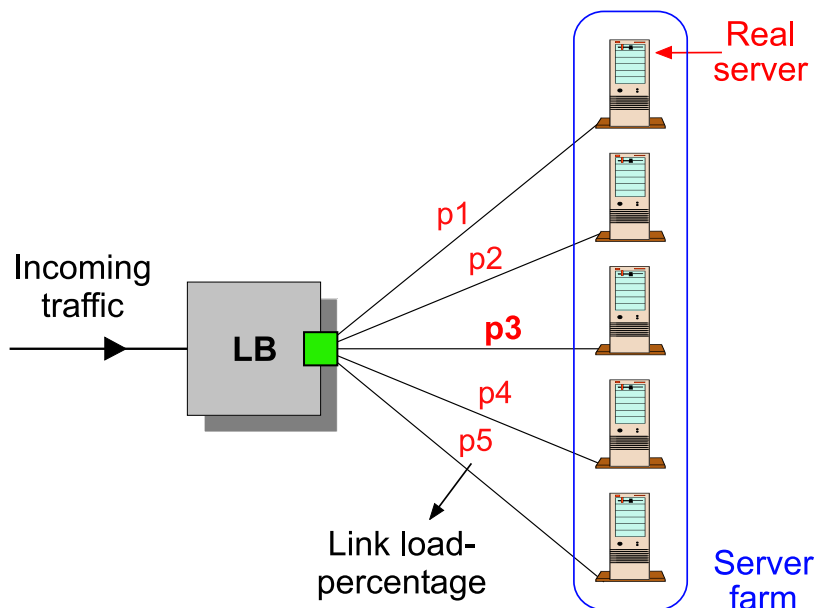 Real
server
p1
p2
Incoming
traffic
LB
p3
p4
p5
Link load-
percentage
Server
farm